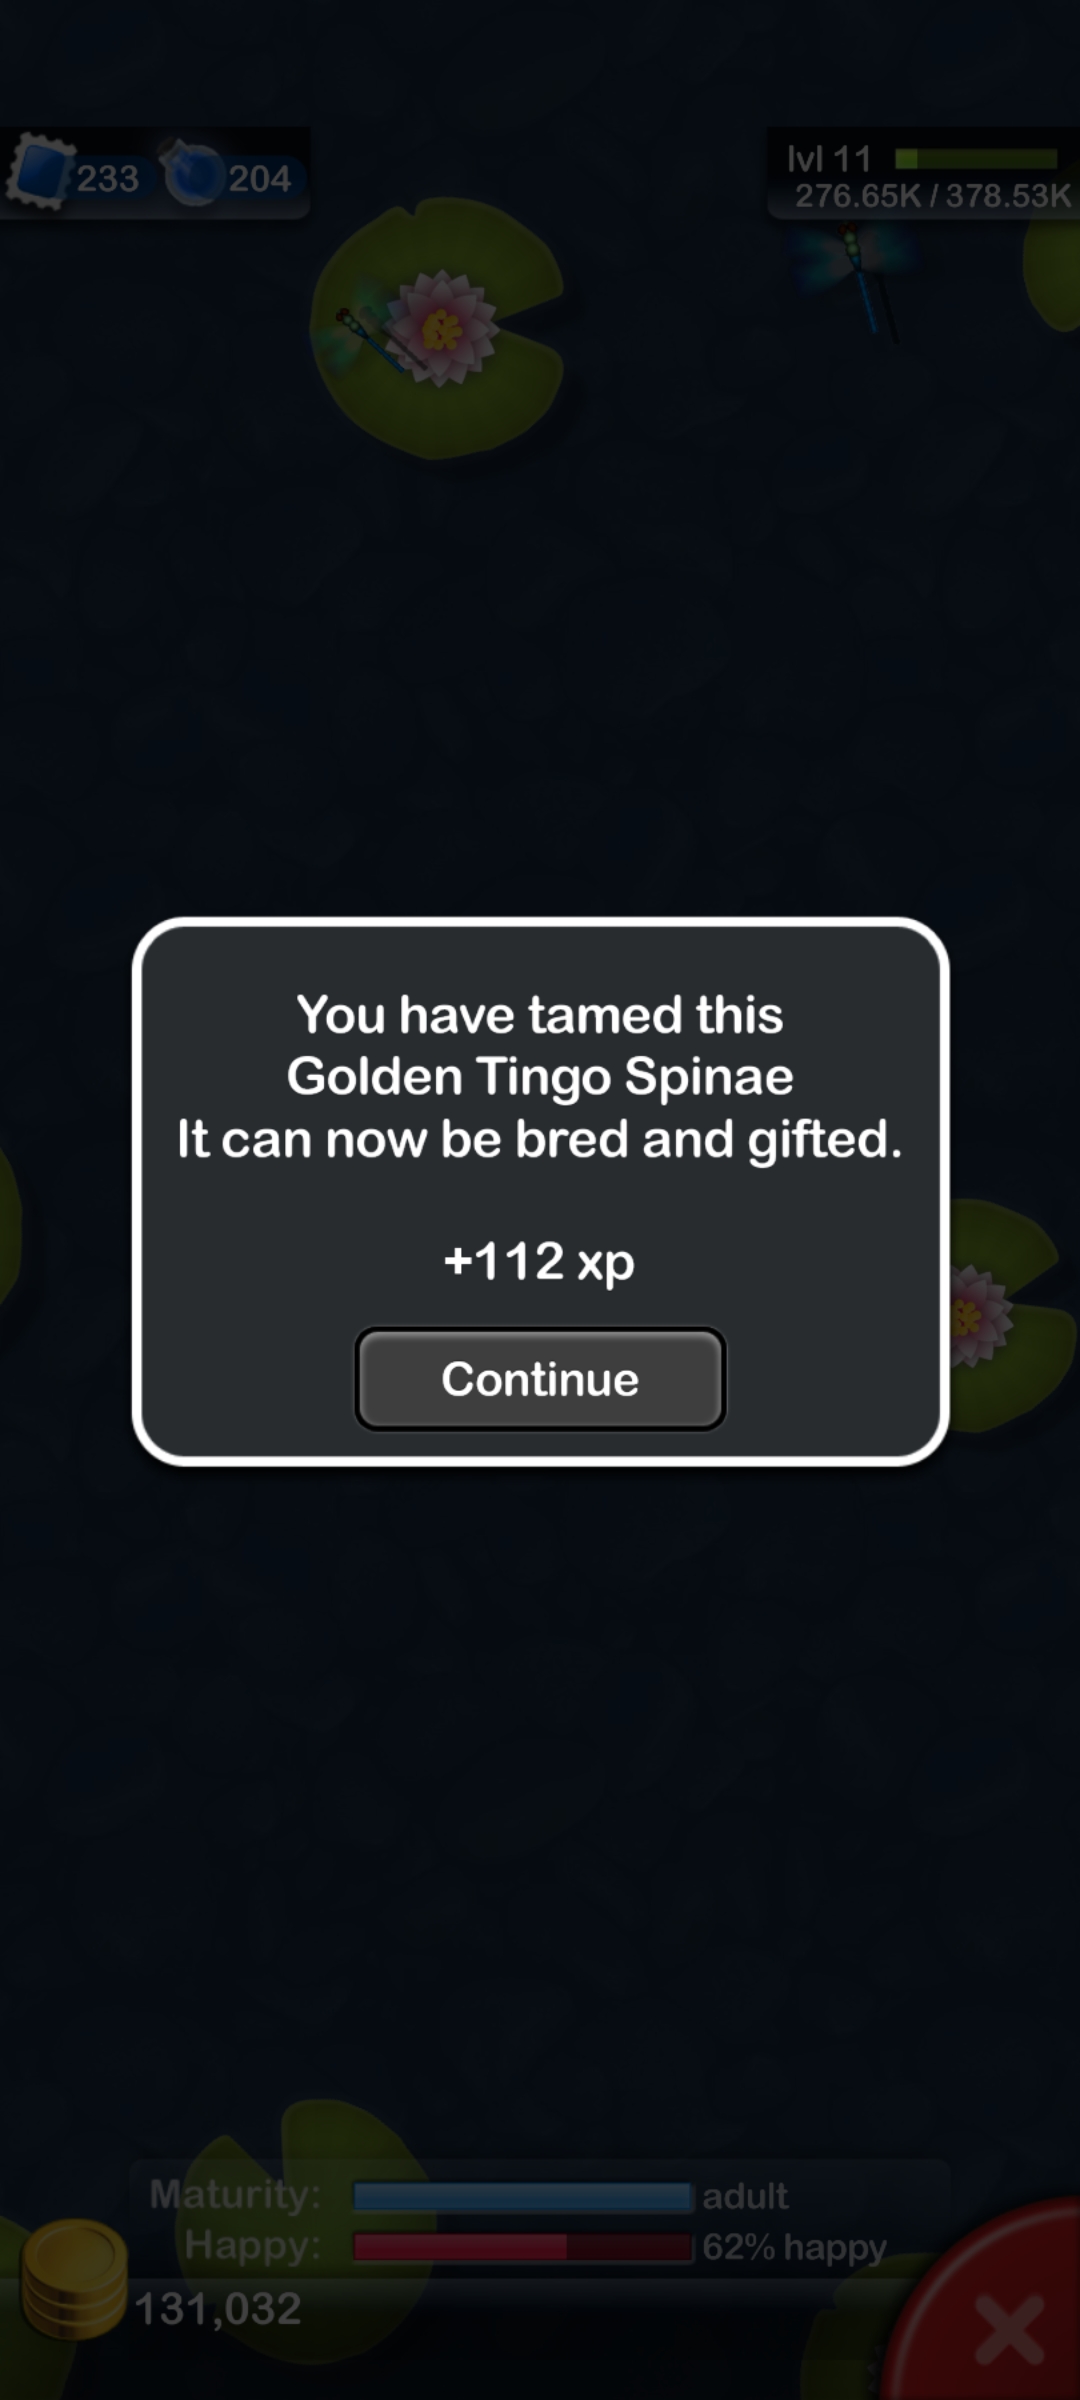 233 204
lvl 11
276.65K / 378.53K
You have tamed this
Golden Tingo Spinae
It can now be bred and gifted.
+112 xp
Continue
Maturity: adult
Happy: 62% happy
131,032